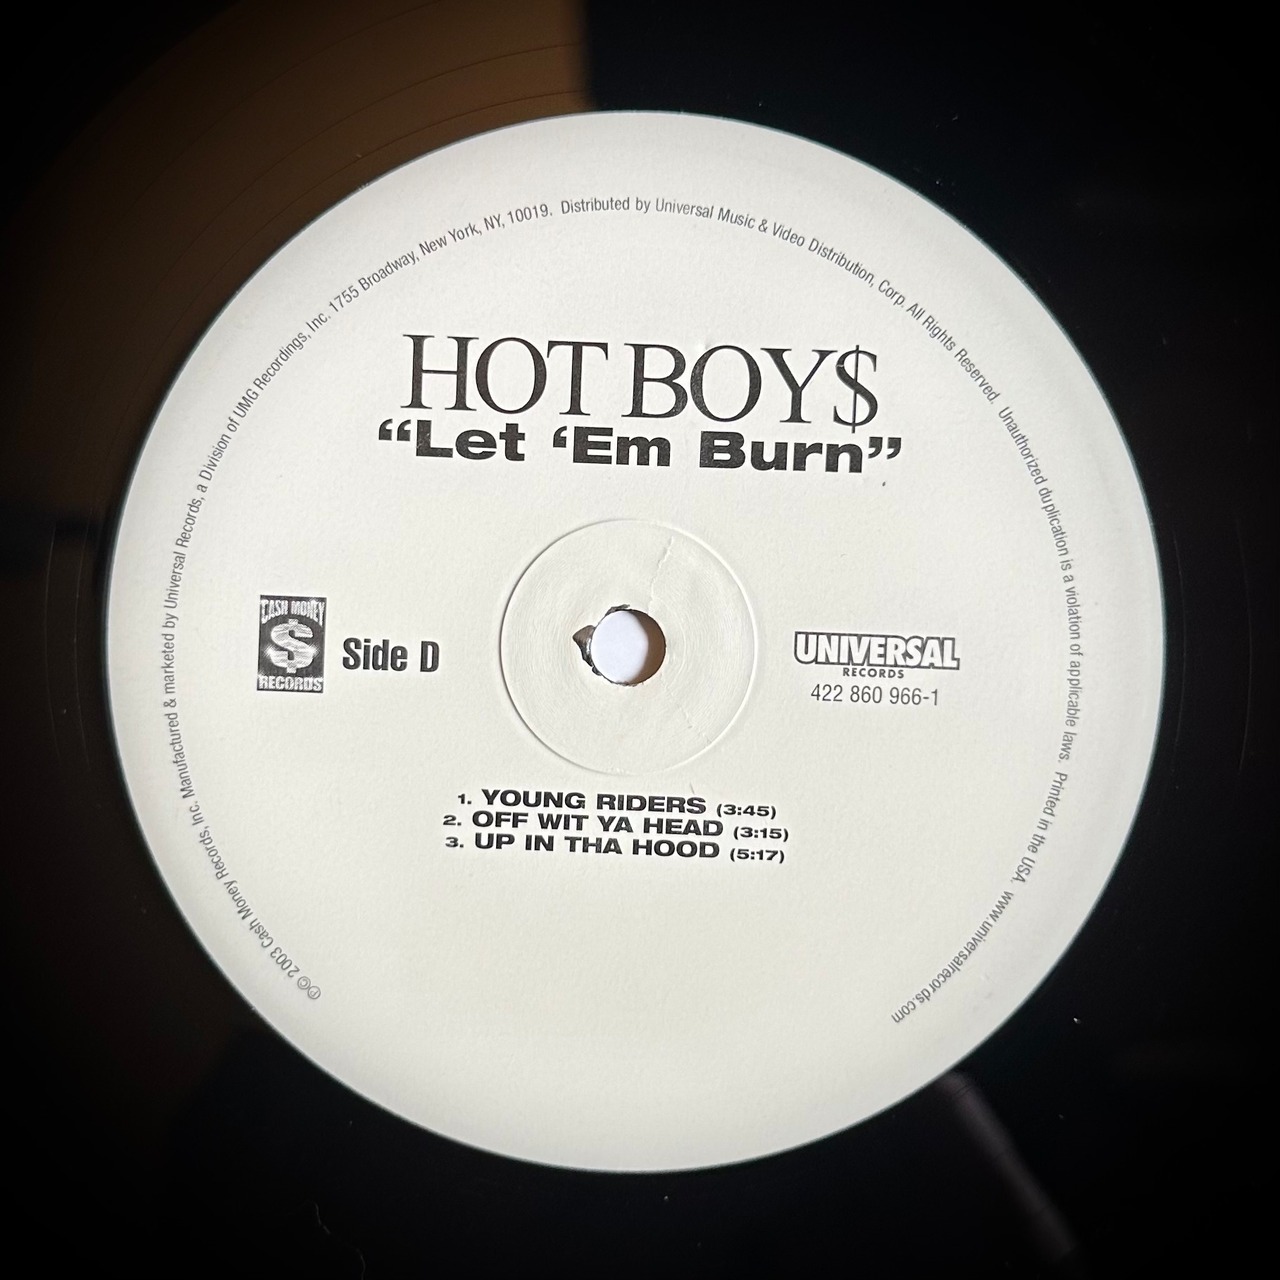 ℗© 2003 Cash Money Records, Inc. Manufactured & marketed by Universal Records, a Division of UMG Recordings, Inc. 1755 Broadway, New York, NY, 10019. Distributed by Universal Music & Video Distribution, Corp. All Rights Reserved. Unauthorized duplication is a violation of applicable laws. Printed in the USA. www.universalrecords.com
HOT BOY$
“Let ‘Em Burn”
CASH MONEY
$
RECORDS
Side D
UNIVERSAL
RECORDS
422 860 966-1
1. YOUNG RIDERS (3:45)
2. OFF WIT YA HEAD (3:15)
3. UP IN THA HOOD (5:17)